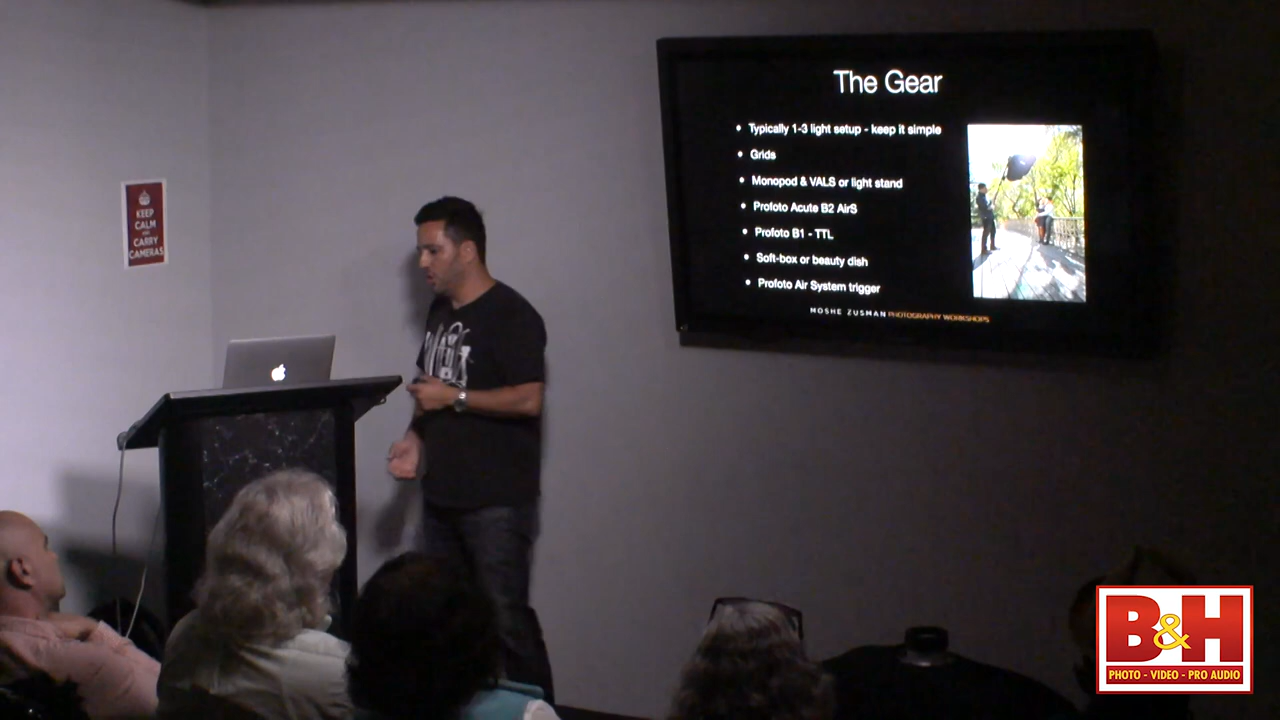 The Gear
• Typically 1-3 light setup - keep it simple
• Grids
• Monopod & VALS or light stand
• Profoto Acute B2 AirS
• Profoto B1 - TTL
• Soft-box or beauty dish
• Profoto Air System trigger
MOSHE ZUSMAN PHOTOGRAPHY WORKSHOPS
KEEP
CALM
AND
CARRY
CAMERAS
B&H
PHOTO - VIDEO - PRO AUDIO